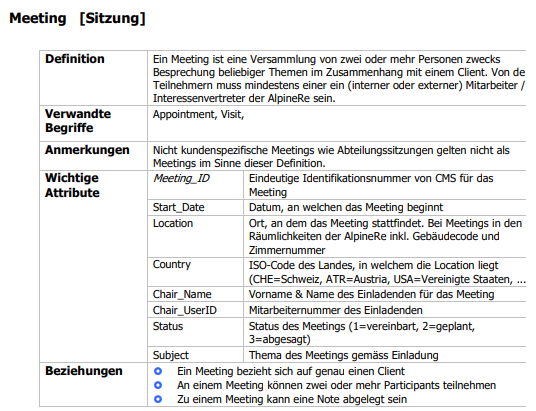 Meeting [Sitzung]
Definition
Ein Meeting ist eine Versammlung von zwei oder mehr Personen zwecks
Besprechung beliebiger Themen im Zusammenhang mit einem Client. Von de
Teilnehmern muss mindestens einer ein (interner oder externer) Mitarbeiter /
Interessenvertreter der AlpineRe sein.
Verwandte
Begriffe
Appointment, Visit,
Anmerkungen
Nicht kundenspezifische Meetings wie Abteilungssitzungen gelten nicht als
Meetings im Sinne dieser Definition.
Wichtige
Attribute
Meeting_ID
Eindeutige Identifikationsnummer von CMS für das
Meeting
Start_Date
Datum, an welchen das Meeting beginnt
Location
Ort, an dem das Meeting stattfindet. Bei Meetings in den
Räumlichkeiten der AlpineRe inkl. Gebäudecode und
Zimmernummer
Country
ISO-Code des Landes, in welchem die Location liegt
(CHE=Schweiz, ATR=Austria, USA=Vereinigte Staaten, ...
Chair_Name
Vorname & Name des Einladenden für das Meeting
Chair_UserID
Mitarbeiternummer des Einladenden
Status
Status des Meetings (1=vereinbart, 2=geplant,
3=abgesagt)
Subject
Thema des Meetings gemäss Einladung
Beziehungen
Ein Meeting bezieht sich auf genau einen Client
An einem Meeting können zwei oder mehr Participants teilnehmen
Zu einem Meeting kann eine Note abgelegt sein